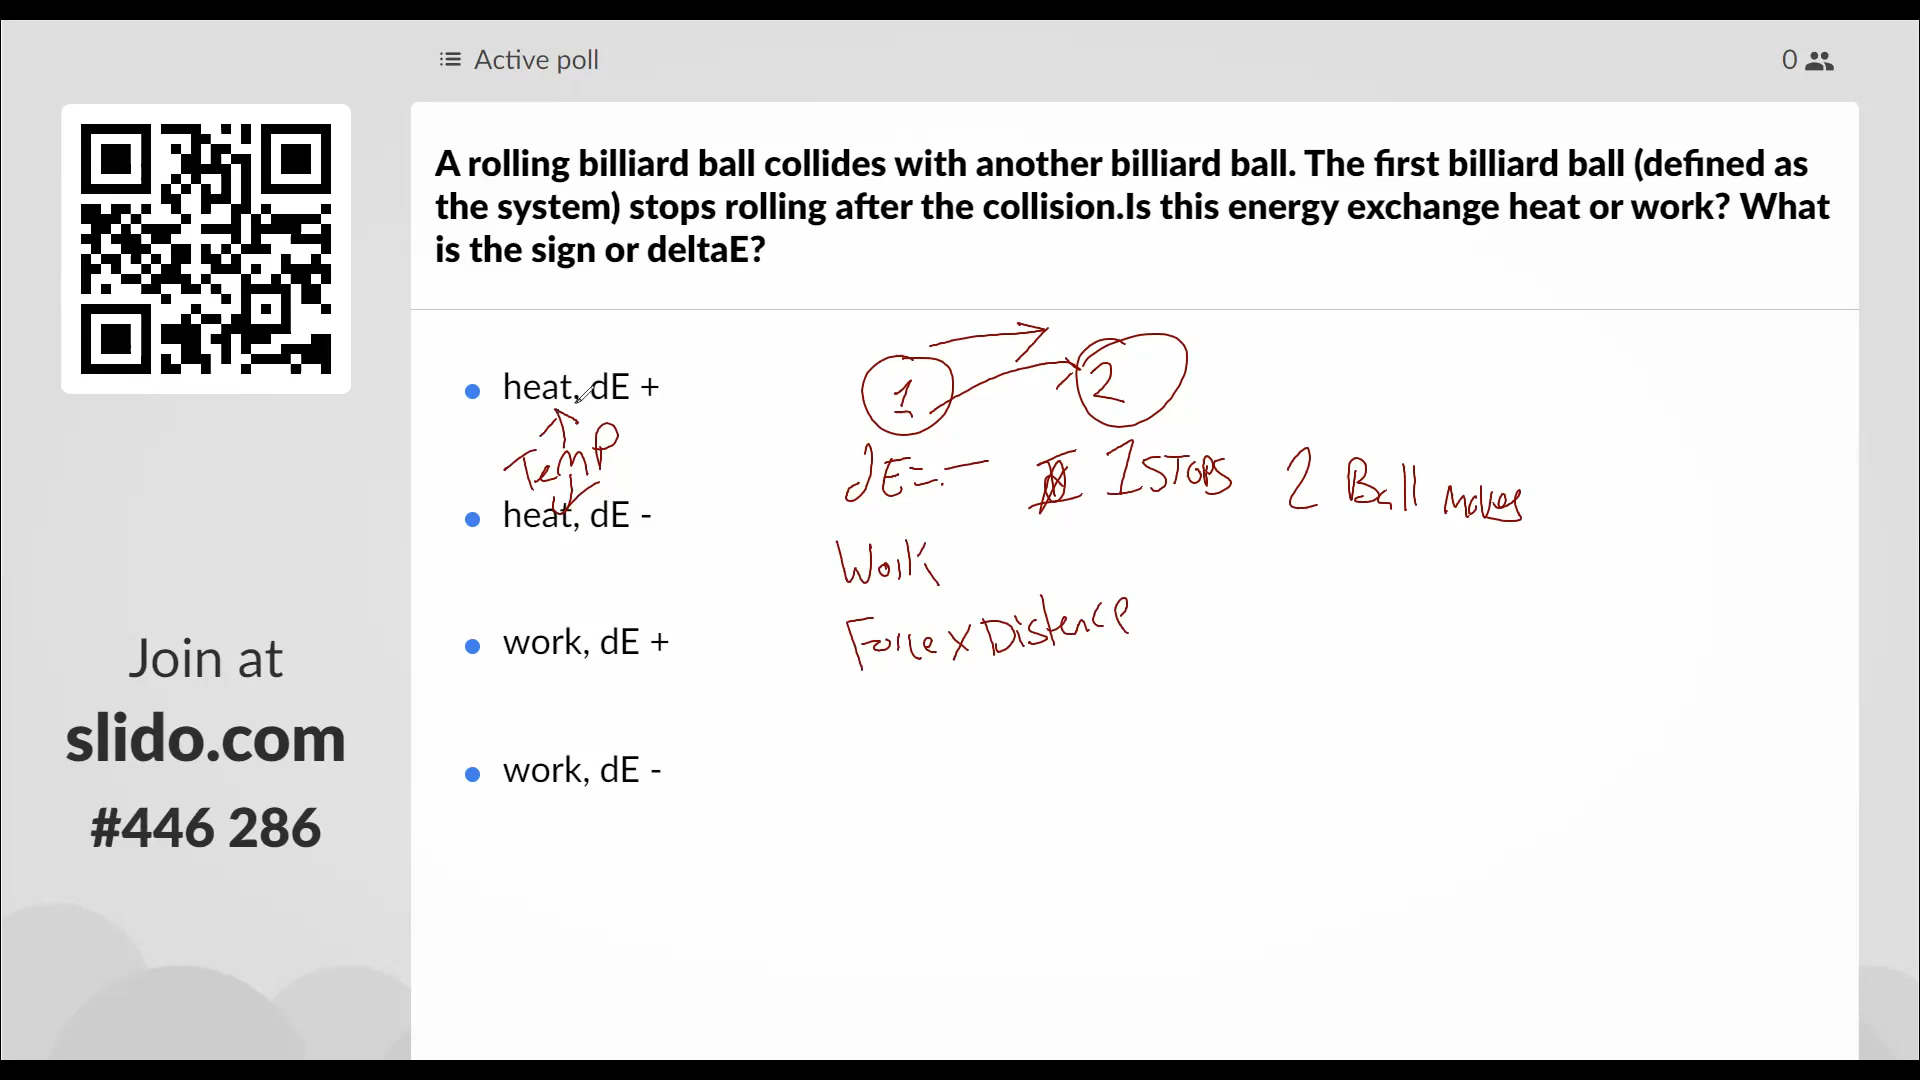 Active poll
0
A rolling billiard ball collides with another billiard ball. The first billiard ball (defined as
the system) stops rolling after the collision.Is this energy exchange heat or work? What
is the sign or deltaE?
heat, dE +
Temp
heat, dE -
work, dE +
work, dE -
1
2
dE = -
1 STOPS
2 Ball moves
Work
Force x Distence
Join at
slido.com
#446 286